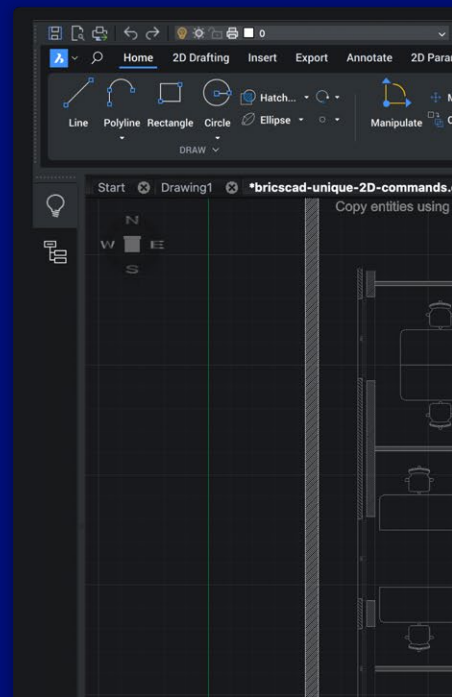 0
Home 2D Drafting Insert Export Annotate 2D Para
Hatch... M
Line Polyline Rectangle Circle Ellipse Manipulate C
DRAW
Start Drawing1 *bricscad-unique-2D-commands.
Copy entities using
N
W E
S